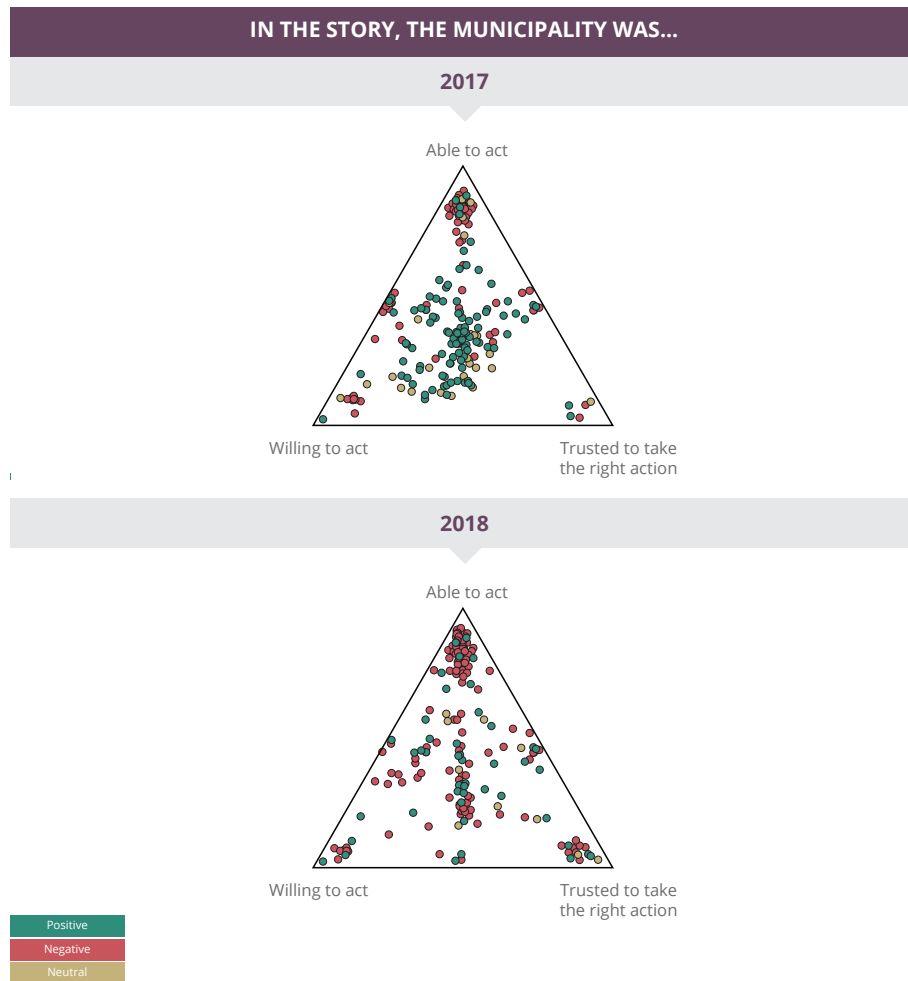 IN THE STORY, THE MUNICIPALITY WAS...
2017
Able to act
Willing to act
Trusted to take
the right action
2018
Able to act
Willing to act
Trusted to take
the right action
Positive
Negative
Neutral